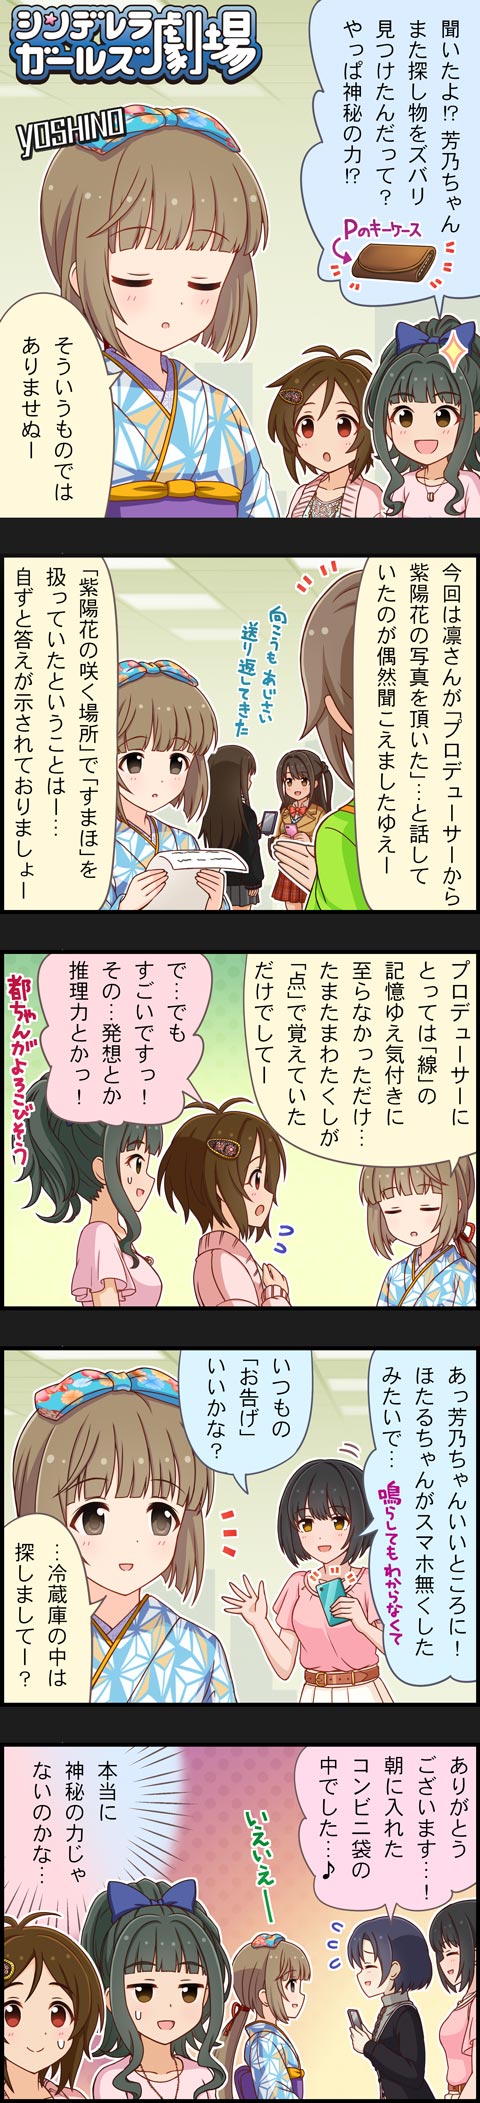 シンデレラ
ガールズ劇場
YOSHINO
聞いたよ!? 芳乃ちゃん
また探し物をズバリ
見つけたんだって?
やっぱ神秘の力!?
Pのキーケース
そういうものでは
ありませぬー
今回は凛さんが「プロデューサーから
紫陽花の写真を頂いた」…と話して
いたのが偶然聞こえましたゆえー
向こうもあじさい
送り返してきた
「紫陽花の咲く場所」で「すまほ」を
扱っていたということはー…
自ずと答えが示されておりましょー
プロデューサーに
とっては「線」の
記憶ゆえ気付きに
至らなかっただけ…
たまたまわたくしが
「点」で覚えていた
だけでしてー
で…でも
すごいですっ!
その…発想とか
推理力とかっ!
都ちゃんがよろこびそう
あっ芳乃ちゃんいいところに!
ほたるちゃんがスマホ無くした
みたいで…
鳴らしてもわからなくて
いつもの
「お告げ」
いいかな?
…冷蔵庫の中は
探しましてー?
ありがとう
ございます…!
朝に入れた
コンビニ袋の
中でした…♪
いえいえー
本当に
神秘の力じゃ
ないのかな…